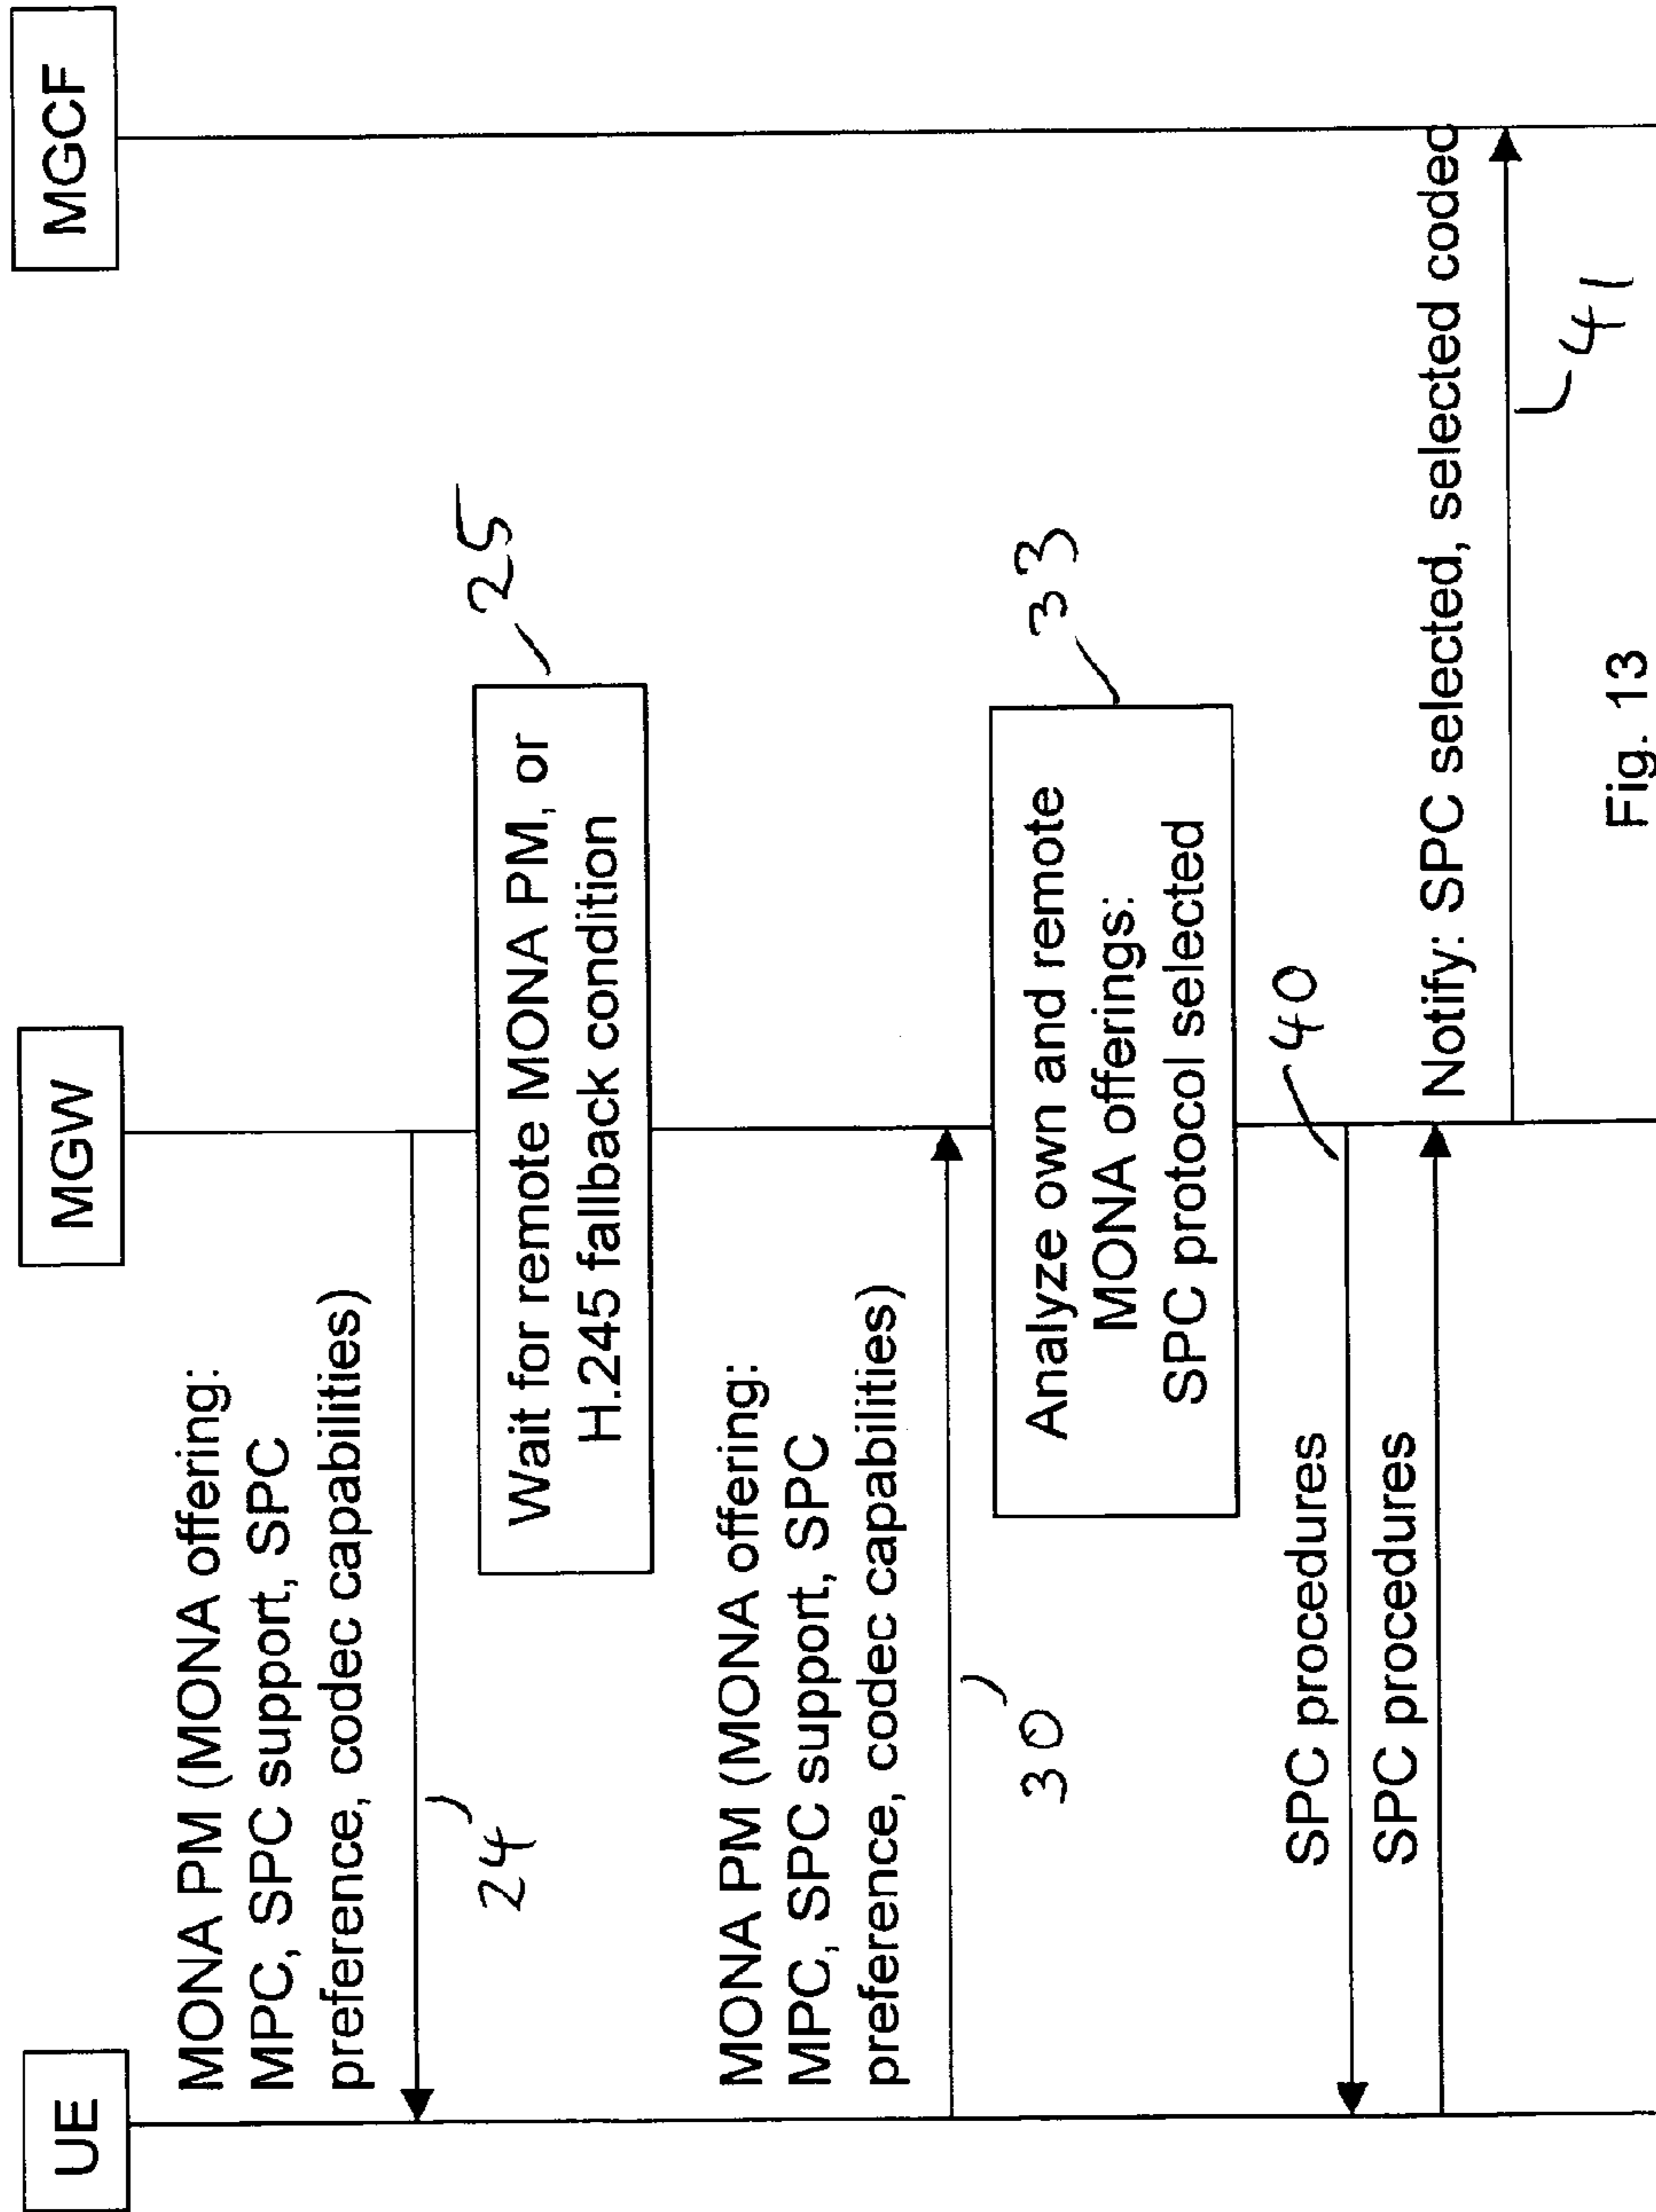 UE
MGW
MGCF
MONA PM (MONA offering:
MPC, SPC support, SPC
preference, codec capabilities)
24
Wait for remote MONA PM, or
H.245 fallback condition
25
MONA PM (MONA offering:
MPC, SPC support, SPC
preference, codec capabilities)
30
Analyze own and remote
MONA offerings:
SPC protocol selected
33
SPC procedures
40
SPC procedures
Notify: SPC selected, selected codec
41
Fig. 13